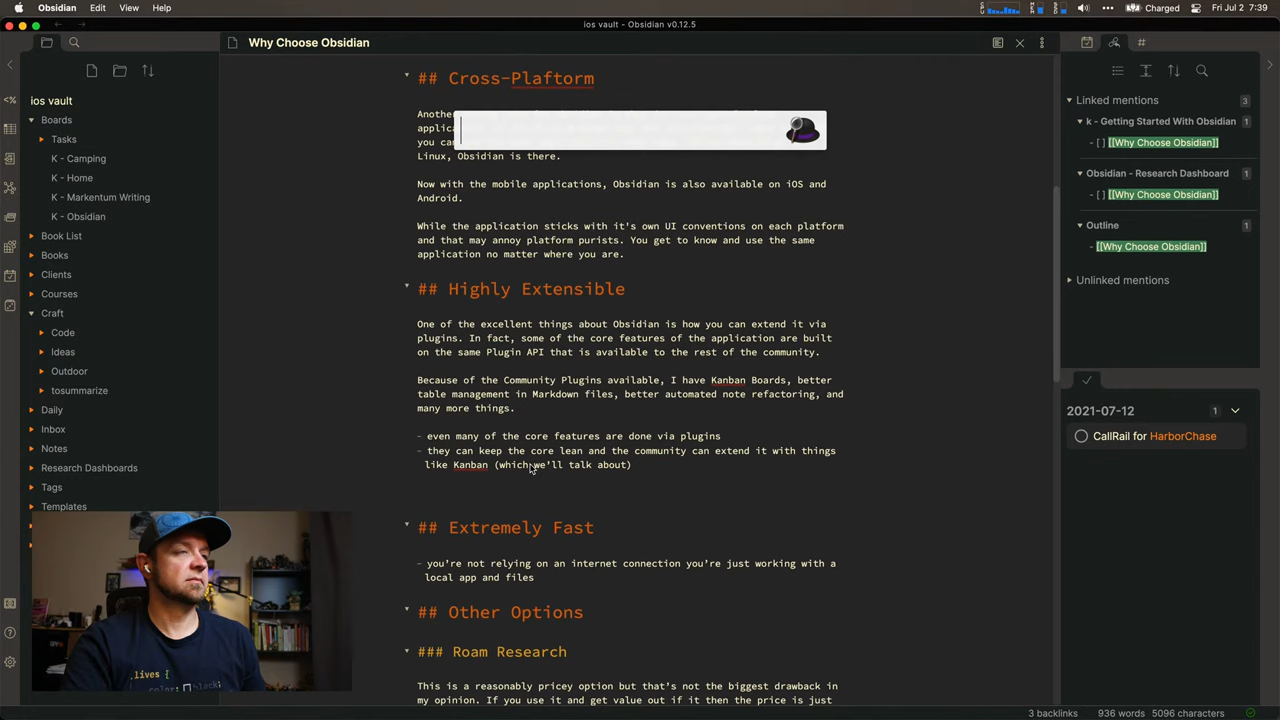 Obsidian Edit View Help
Charged Fri Jul 2 7:39
ios vault - Obsidian v0.12.5
Why Choose Obsidian
ios vault
Boards
Tasks
K - Camping
K - Home
K - Markentum Writing
K - Obsidian
Book List
Books
Clients
Courses
Craft
Code
Ideas
Outdoor
tosummarize
Daily
Inbox
Notes
Research Dashboards
Tags
Templates
## Cross-Plaftorm
Another
applica
you can
Linux, Obsidian is there.
Now with the mobile applications, Obsidian is also available on iOS and
Android.
While the application sticks with it's own UI conventions on each platform
and that may annoy platform purists. You get to know and use the same
application no matter where you are.
## Highly Extensible
One of the excellent things about Obsidian is how you can extend it via
plugins. In fact, some of the core features of the application are built
on the same Plugin API that is available to the rest of the community.
Because of the Community Plugins available, I have Kanban Boards, better
table management in Markdown files, better automated note refactoring, and
many more things.
- even many of the core features are done via plugins
- they can keep the core lean and the community can extend it with things
like Kanban (which we'll talk about)
## Extremely Fast
- you're not relying on an internet connection you're just working with a
local app and files
## Other Options
### Roam Research
This is a reasonably pricey option but that's not the biggest drawback in
my opinion. If you use it and get value out if it then the price is just
Linked mentions 3
k - Getting Started With Obsidian 1
- [ ] [[Why Choose Obsidian]]
Obsidian - Research Dashboard 1
- [ ] [[Why Choose Obsidian]]
Outline 1
- [[Why Choose Obsidian]]
Unlinked mentions
2021-07-12 1
CallRail for HarborChase
.lives {
color: black;
3 backlinks 936 words 5096 characters